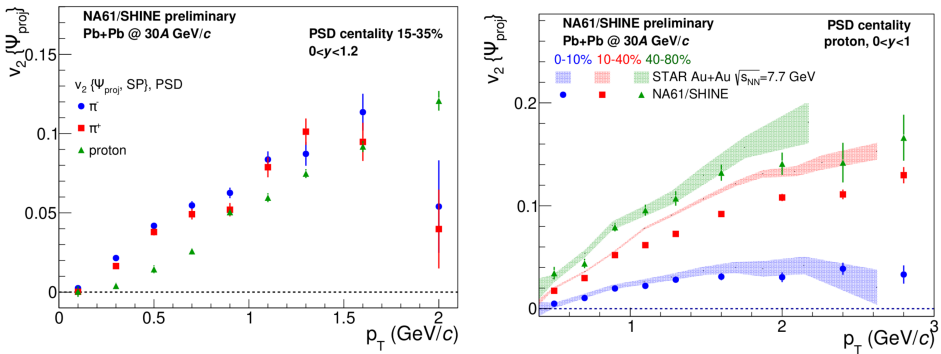 NA61/SHINE preliminary
Pb+Pb @ 30A GeV/c
PSD centality 15-35%
0<y<1.2
v₂ {Ψproj, SP}, PSD
π⁻
π⁺
proton
v₂ {Ψproj}
0.15
0.1
0.05
0
0 0.5 1 1.5 2
pT (GeV/c)
NA61/SHINE preliminary
Pb+Pb @ 30A GeV/c
PSD centality
proton, 0<y<1
0-10% 10-40% 40-80%
STAR Au+Au √sNN=7.7 GeV
NA61/SHINE
v₂ {Ψproj}
0.2
0.1
0
1 2 3
pT (GeV/c)